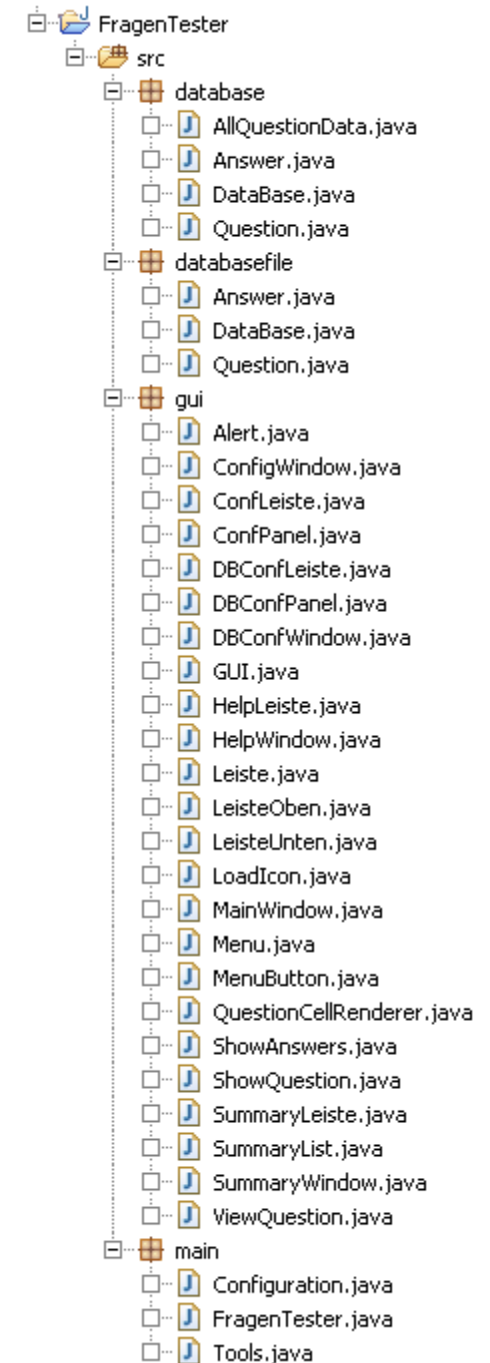 FragenTester
src
database
AllQuestionData.java
Answer.java
DataBase.java
Question.java
databasefile
Answer.java
DataBase.java
Question.java
gui
Alert.java
ConfigWindow.java
ConfLeiste.java
ConfPanel.java
DBConfLeiste.java
DBConfPanel.java
DBConfWindow.java
GUI.java
HelpLeiste.java
HelpWindow.java
Leiste.java
LeisteOben.java
LeisteUnten.java
LoadIcon.java
MainWindow.java
Menu.java
MenuButton.java
QuestionCellRenderer.java
ShowAnswers.java
ShowQuestion.java
SummaryLeiste.java
SummaryList.java
SummaryWindow.java
ViewQuestion.java
main
Configuration.java
FragenTester.java
Tools.java